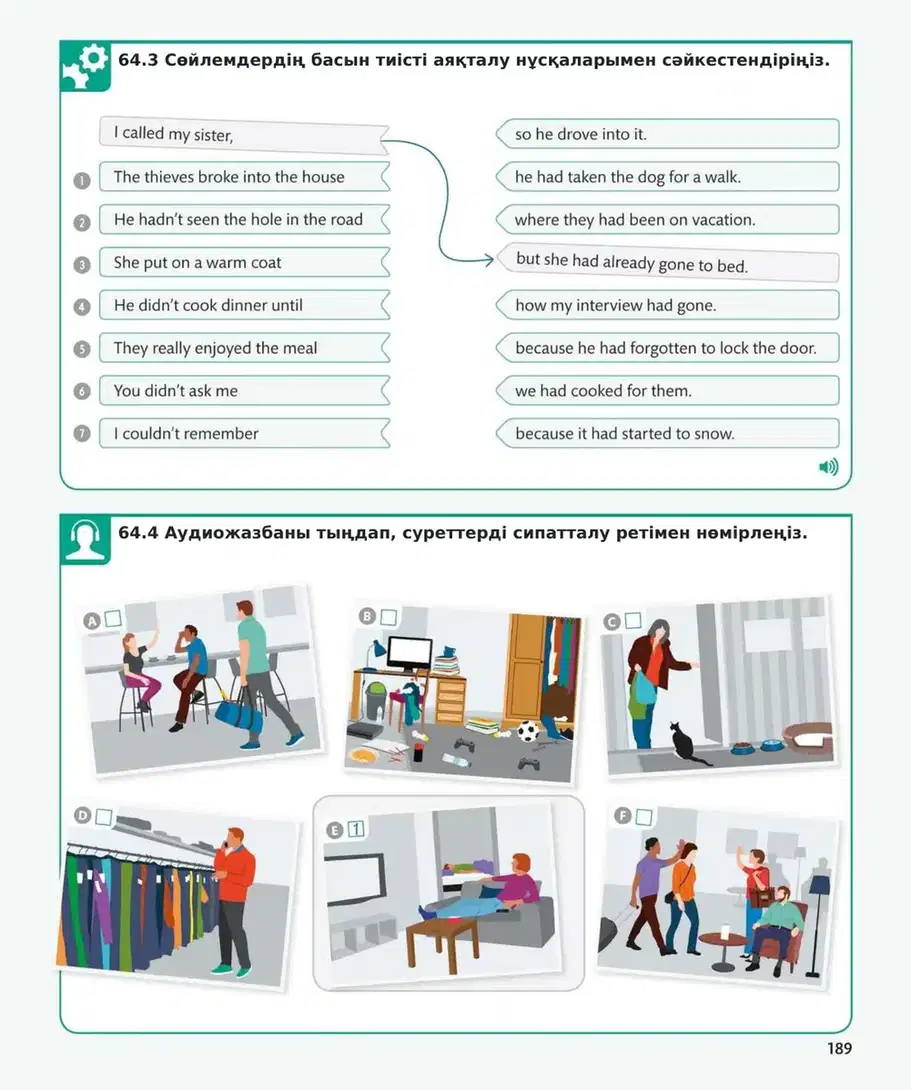 64.3 Сөйлемдердің басын тиісті аяқталу нұсқаларымен сәйкестендіріңіз.
I called my sister,
1 The thieves broke into the house
2 He hadn't seen the hole in the road
3 She put on a warm coat
4 He didn't cook dinner until
5 They really enjoyed the meal
6 You didn't ask me
7 I couldn't remember
so he drove into it.
he had taken the dog for a walk.
where they had been on vacation.
but she had already gone to bed.
how my interview had gone.
because he had forgotten to lock the door.
we had cooked for them.
because it had started to snow.
64.4 Аудиожазбаны тыңдап, суреттерді сипатталу ретімен нөмірлеңіз.
A
B
C
D
E 1
F
189